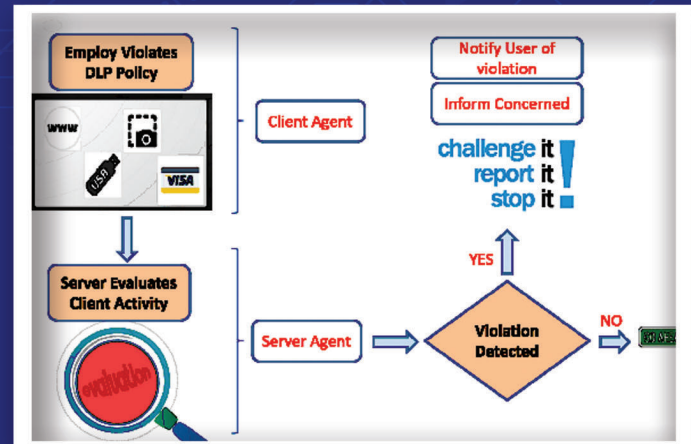 Employ Violates
DLP Policy
www
USB
VISA
Client Agent
Notify User of
violation
Inform Concerned
challenge it
report it
stop it
!
Server Evaluates
Client Activity
evaluation
Server Agent
YES
Violation
Detected
NO